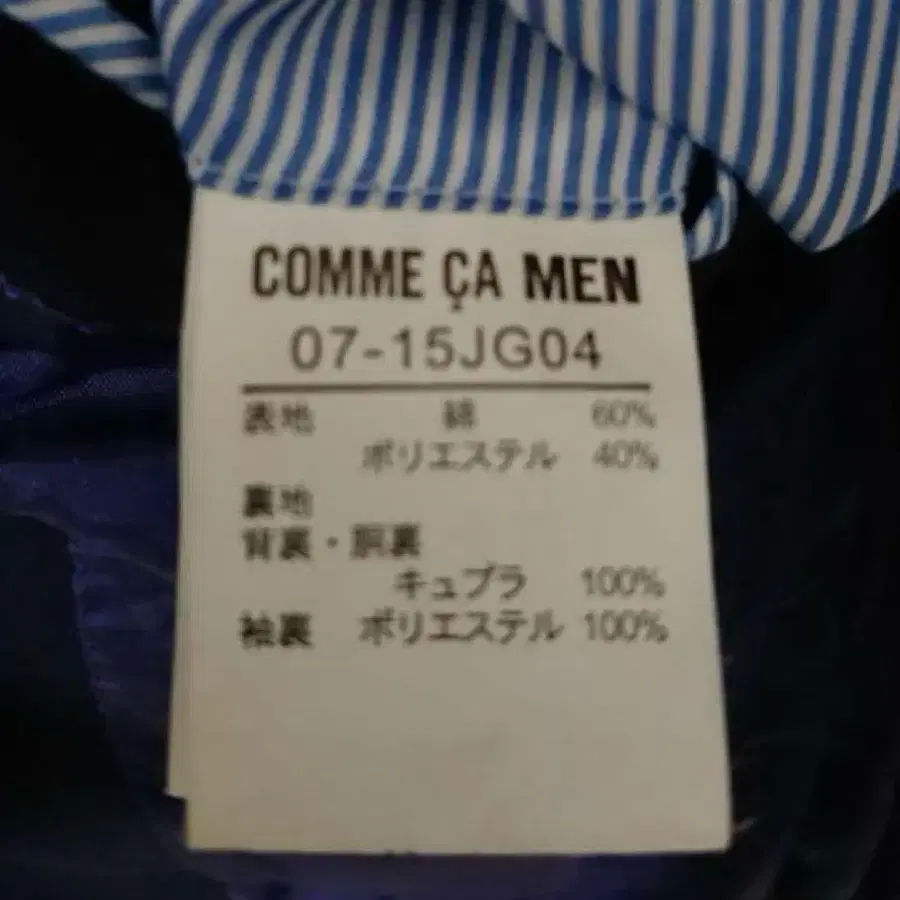 COMME ÇA MEN
07-15JG04
表地 綿 60%
ポリエステル 40%
裏地
背裏・胴裏
キュプラ 100%
袖裏 ポリエステル 100%